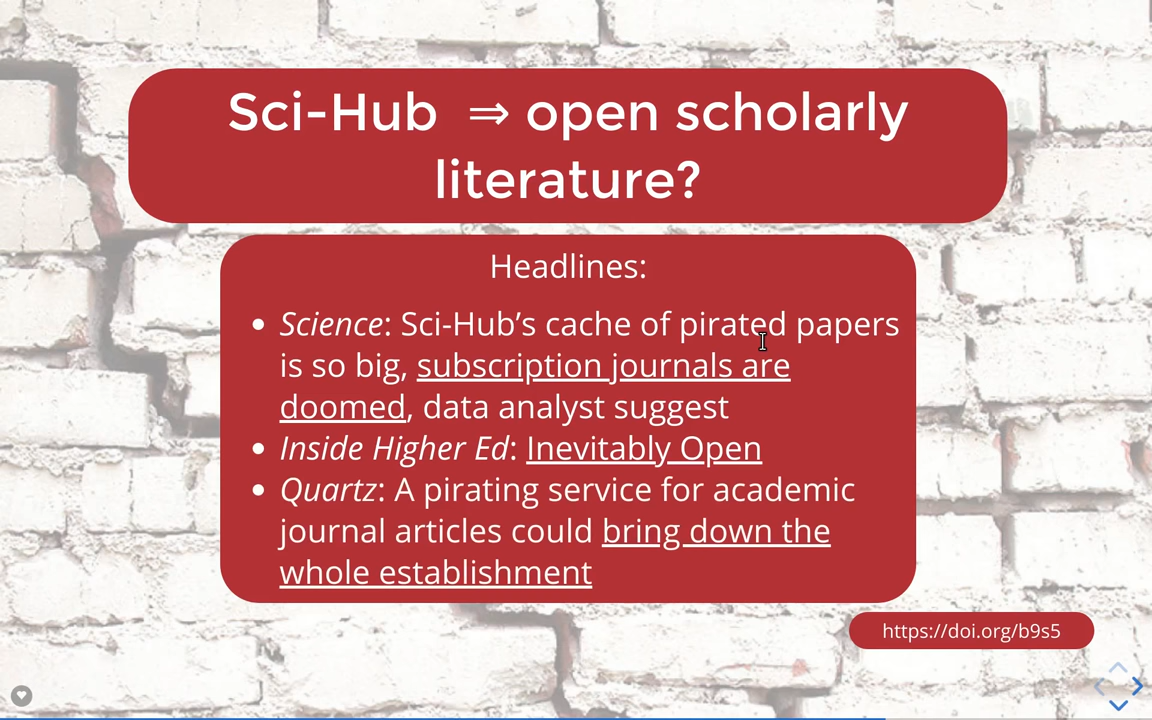 Sci-Hub ⇒ open scholarly
literature?
Headlines:
• Science: Sci-Hub’s cache of pirated papers
is so big, subscription journals are
doomed, data analyst suggest
• Inside Higher Ed: Inevitably Open
• Quartz: A pirating service for academic
journal articles could bring down the
whole establishment
https://doi.org/b9s5